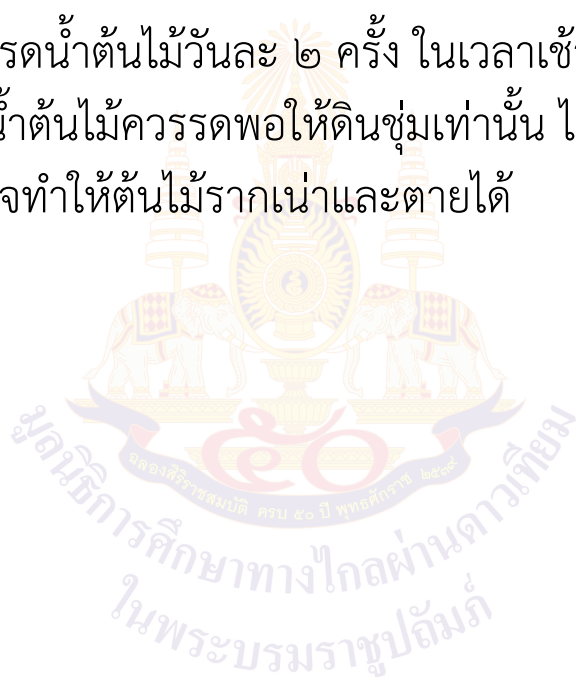 รดน้ำต้นไม้วันละ ๒ ครั้ง ในเวลาเช้า
น้ำต้นไม้ควรรดพอให้ดินชุ่มเท่านั้น
จทำให้ต้นไม้รากเน่าและตายได้
๕๐
ฉลองสิริราชสมบัติ ครบ ๕๐ ปี พุทธศักราช ๒๕๓๙
มูลนิธิการศึกษาทางไกลผ่านดาวเทียม
ในพระบรมราชูปถัมภ์